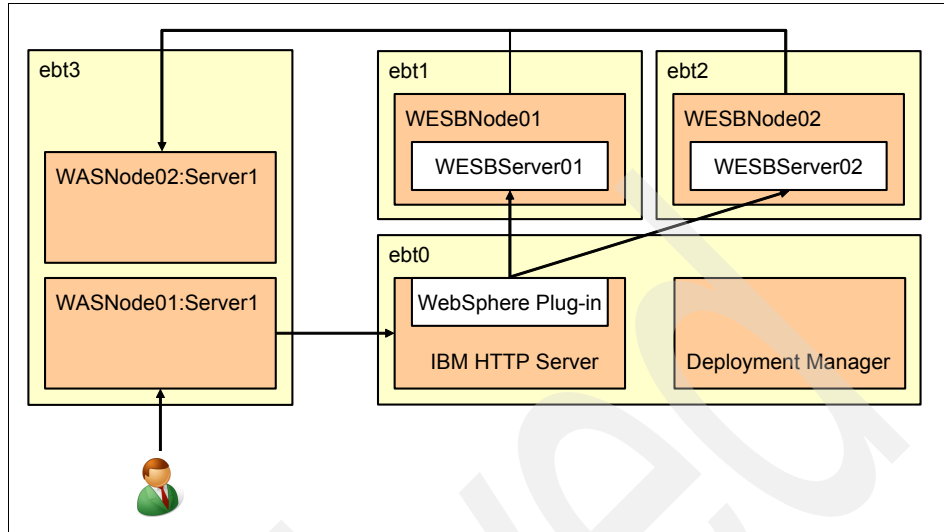 ebt3
WASNode02:Server1
WASNode01:Server1
ebt1
WESBNode01
WESBServer01
ebt2
WESBNode02
WESBServer02
ebt0
WebSphere Plug-in
IBM HTTP Server
Deployment Manager